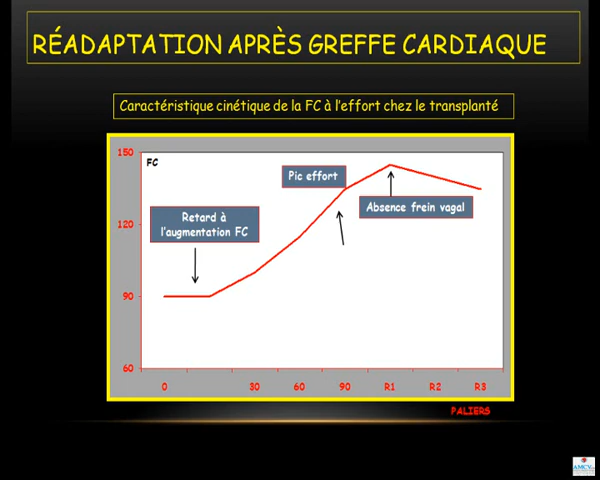 RÉADAPTATION APRÈS GREFFE CARDIAQUE
Caractéristique cinétique de la FC à l'effort chez le transplanté
150
FC
Pic effort
Absence frein vagal
Retard à
l'augmentation FC
120
90
60
0 30 60 90 R1 R2 R3
PALIERS
AMCV